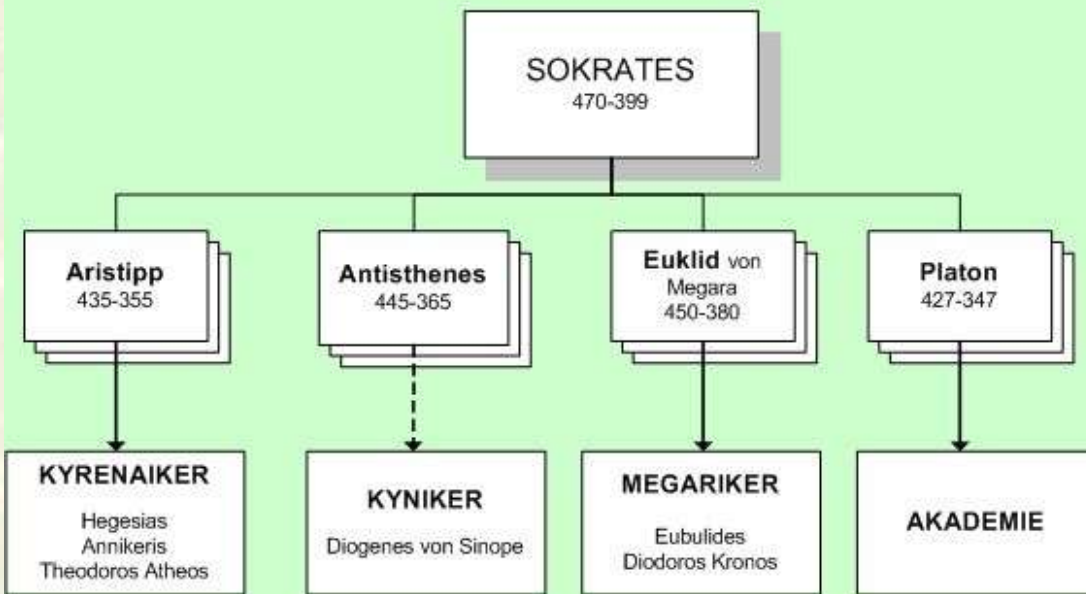 SOKRATES
470-399
Aristipp
435-355
Antisthenes
445-365
Euklid von
Megara
450-380
Platon
427-347
KYRENAIKER
Hegesias
Annikeris
Theodoros Atheos
KYNIKER
Diogenes von Sinope
MEGARIKER
Eubulides
Diodoros Kronos
AKADEMIE